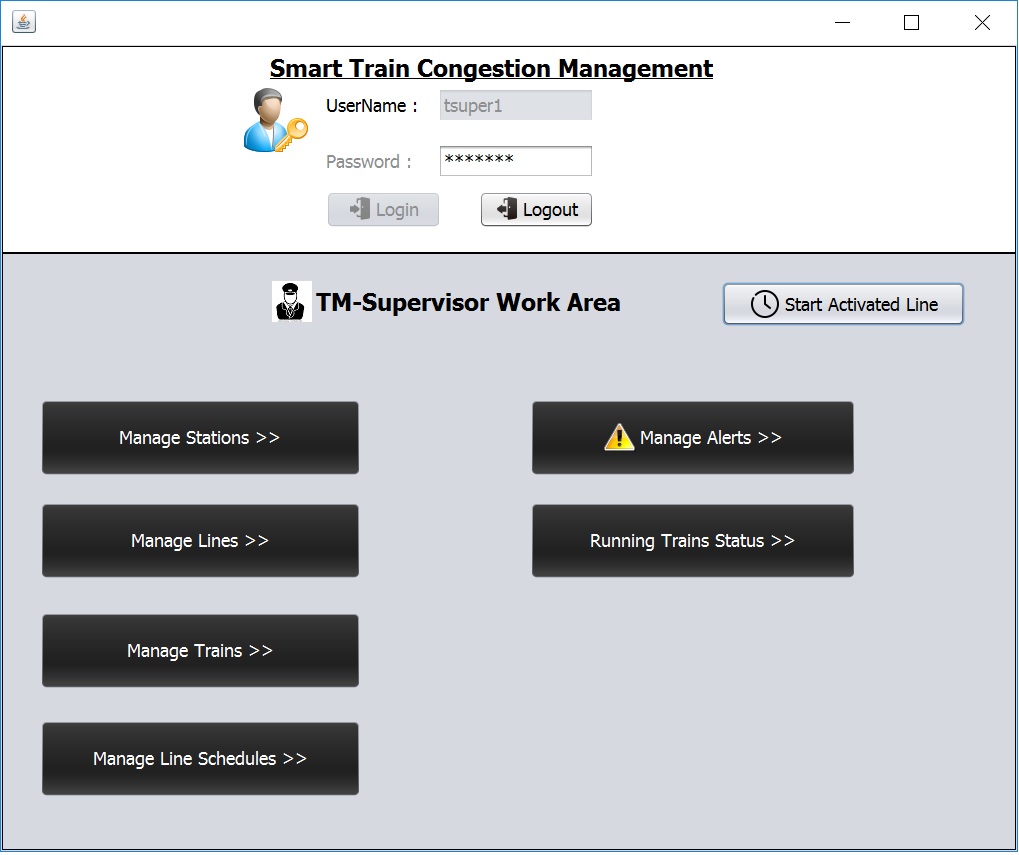 Smart Train Congestion Management
UserName : tsuper1
Password : *******
Login Logout
TM-Supervisor Work Area Start Activated Line
Manage Stations >> Manage Alerts >>
Manage Lines >> Running Trains Status >>
Manage Trains >>
Manage Line Schedules >>